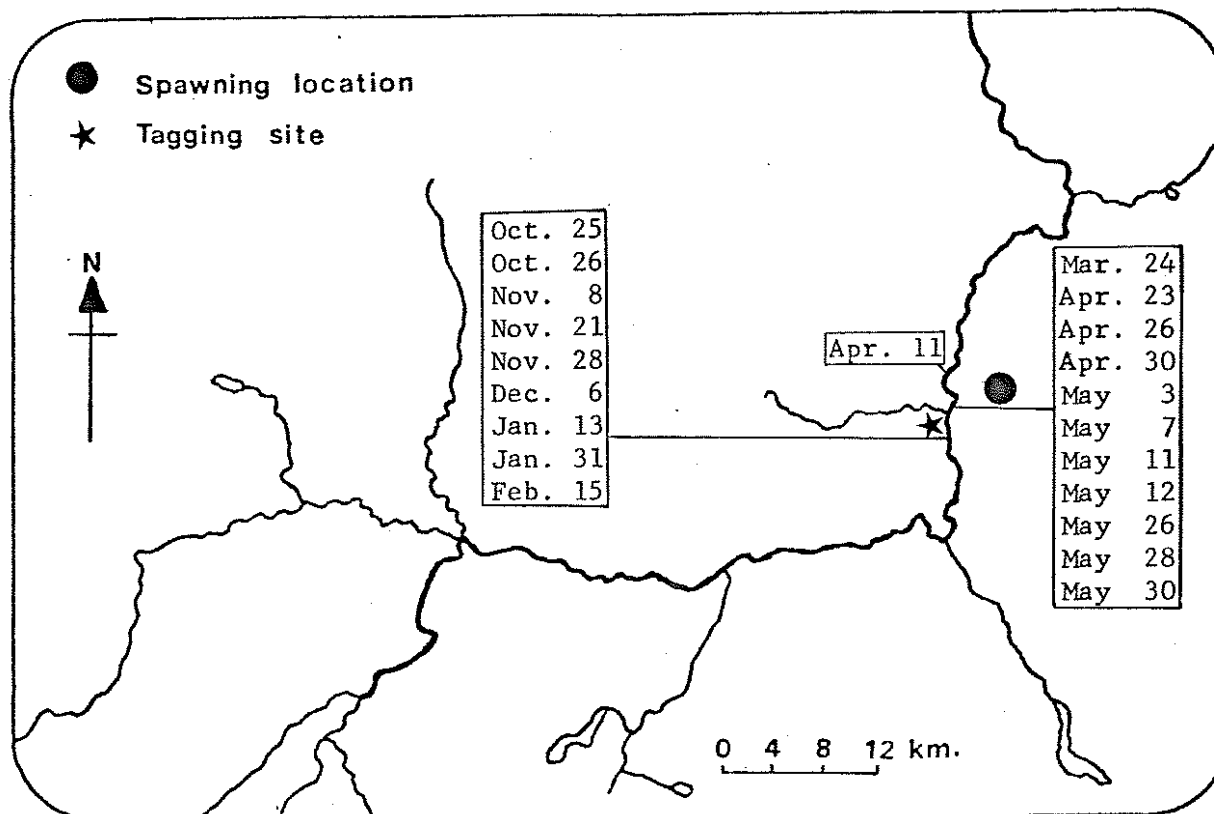 Spawning location
Tagging site
N
Oct. 25
Oct. 26
Nov. 8
Nov. 21
Nov. 28
Dec. 6
Jan. 13
Jan. 31
Feb. 15
Apr. 11
Mar. 24
Apr. 23
Apr. 26
Apr. 30
May 3
May 7
May 11
May 12
May 26
May 28
May 30
0 4 8 12 km.